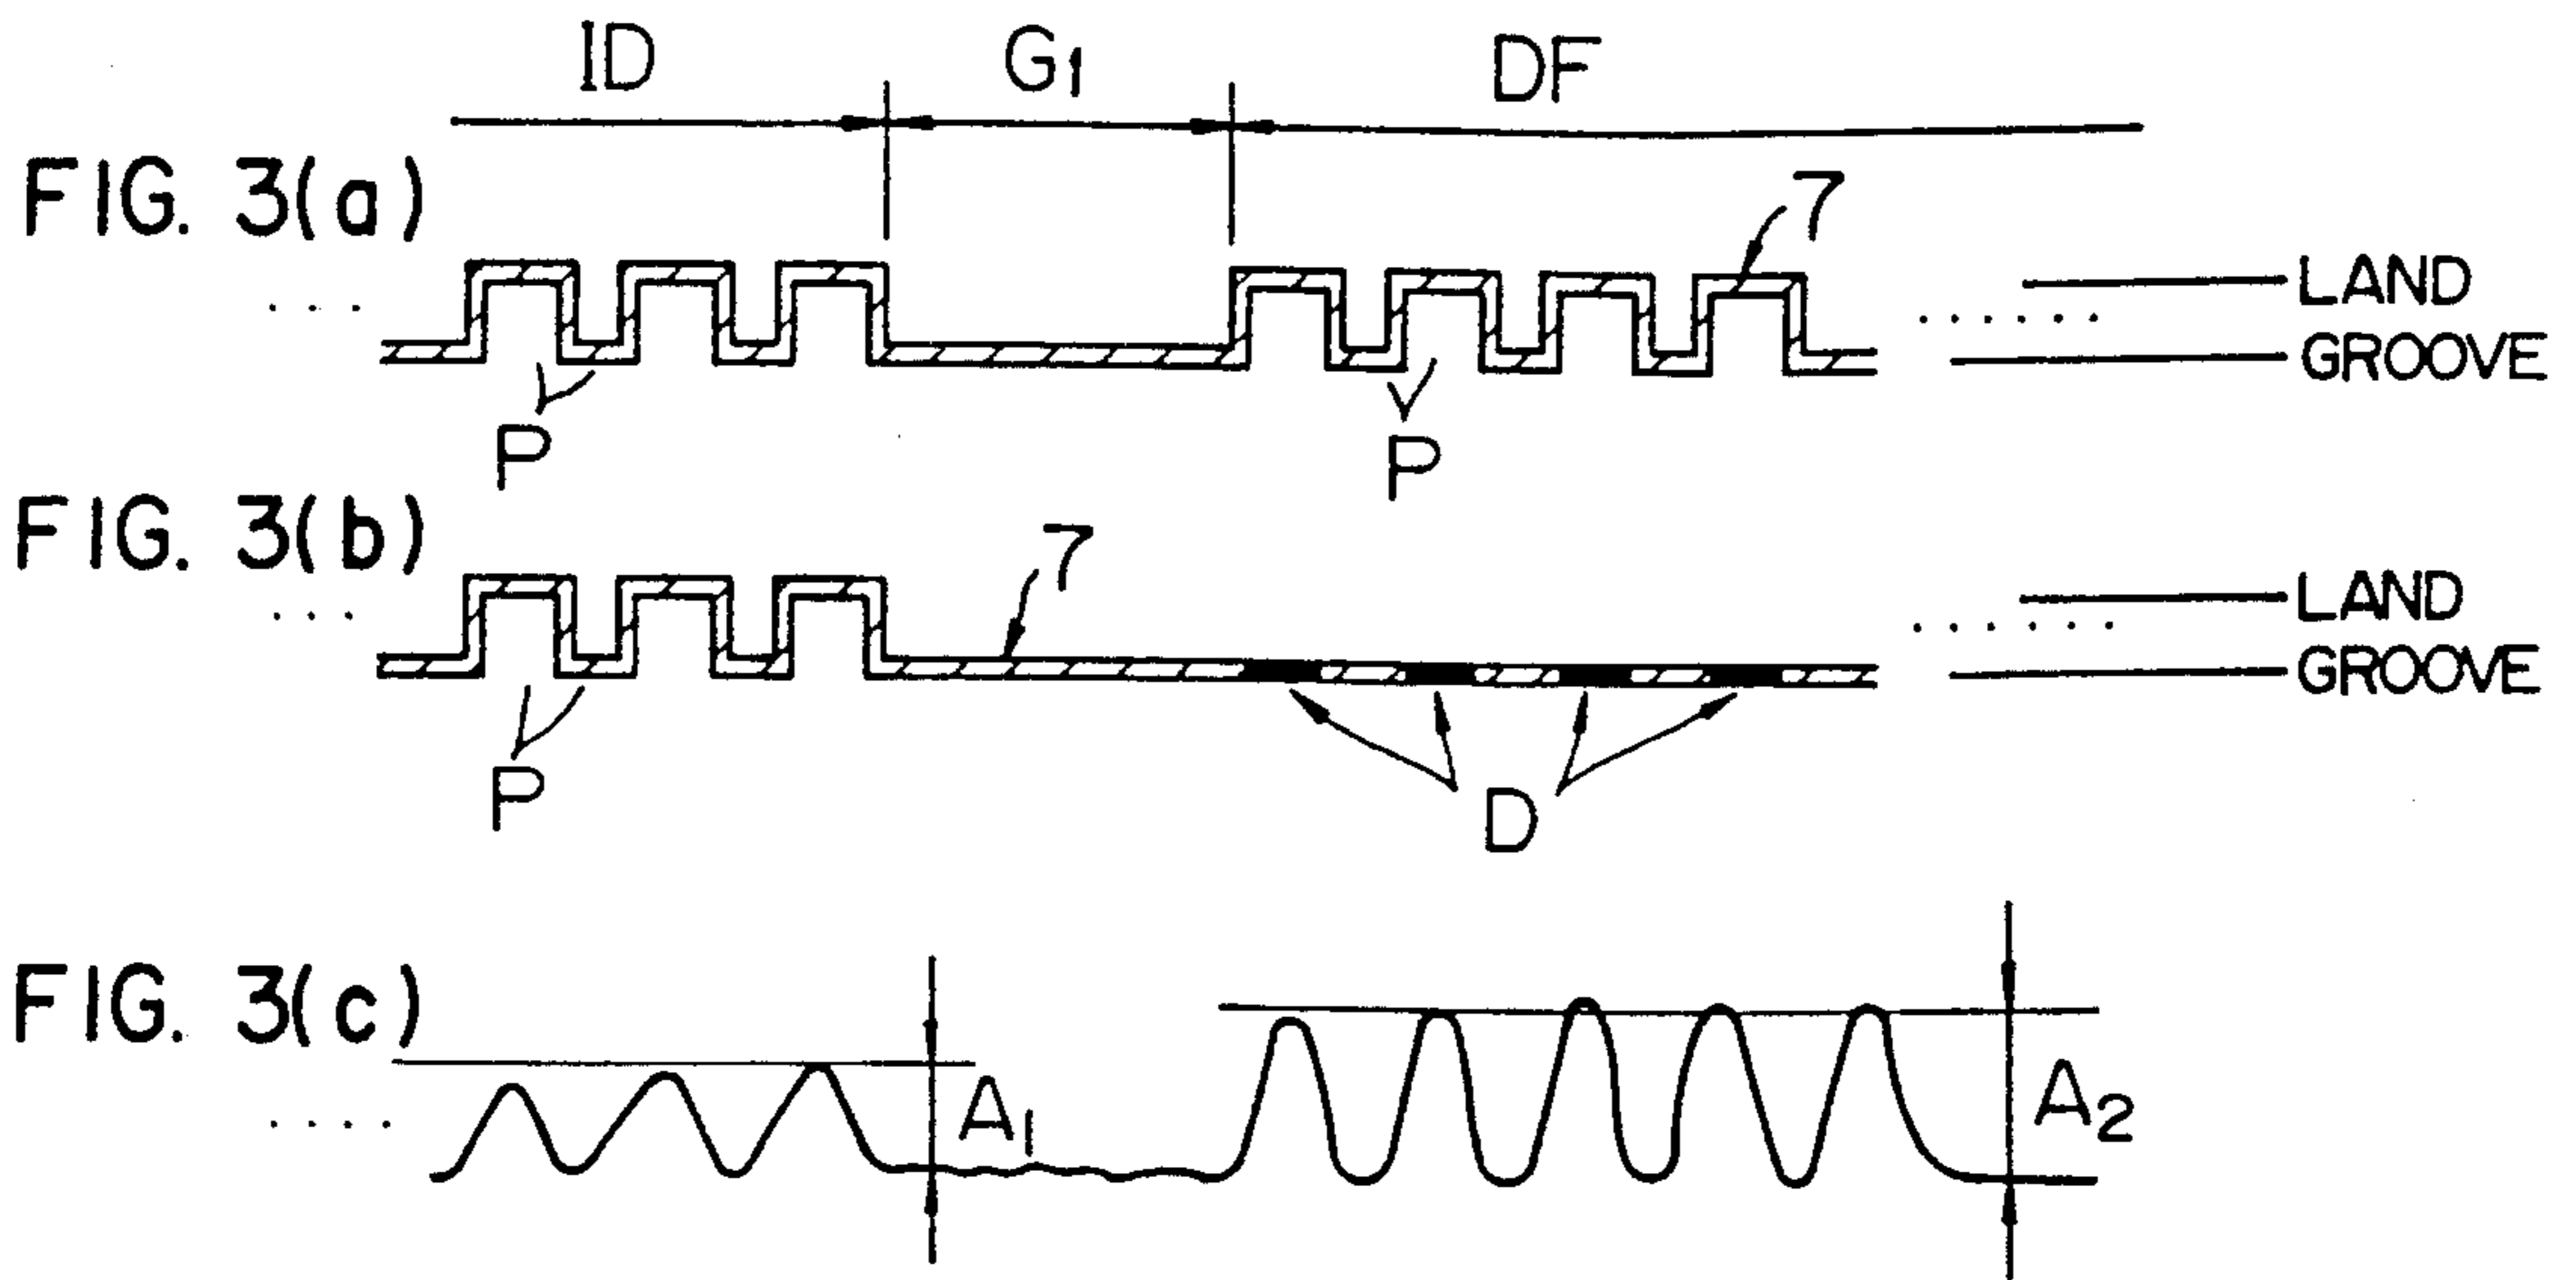 ID G1 DF
FIG. 3(a)
7
LAND
GROOVE
P P
FIG. 3(b)
7
LAND
GROOVE
P
D
FIG. 3(c)
A1
A2